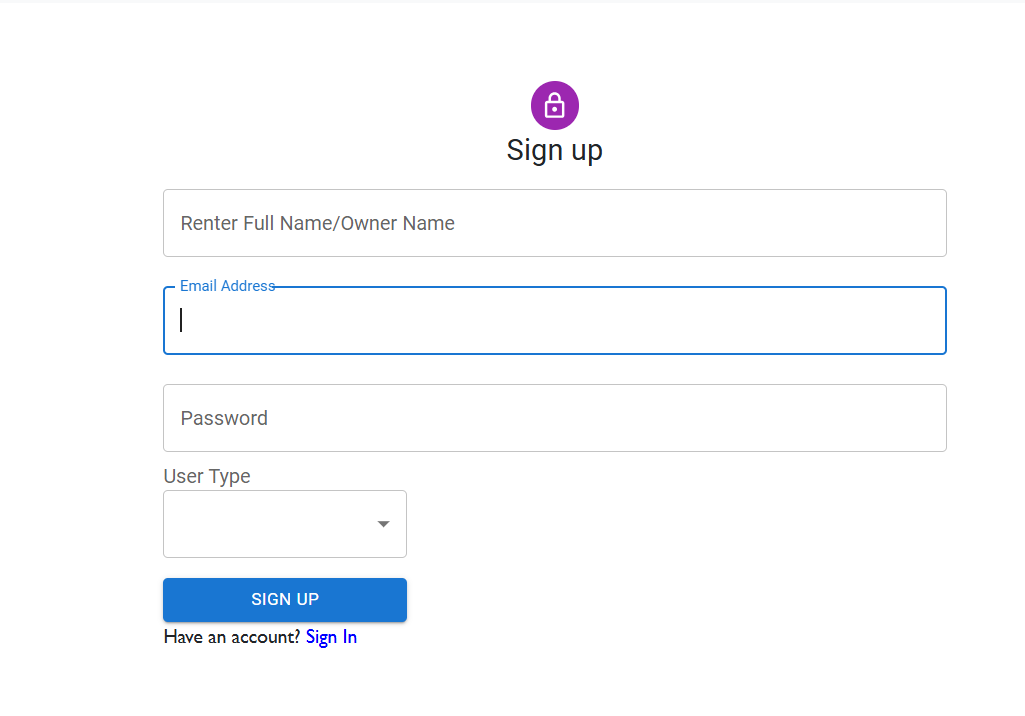 Sign up
Renter Full Name/Owner Name
Email Address
Password
User Type
SIGN UP
Have an account? Sign In